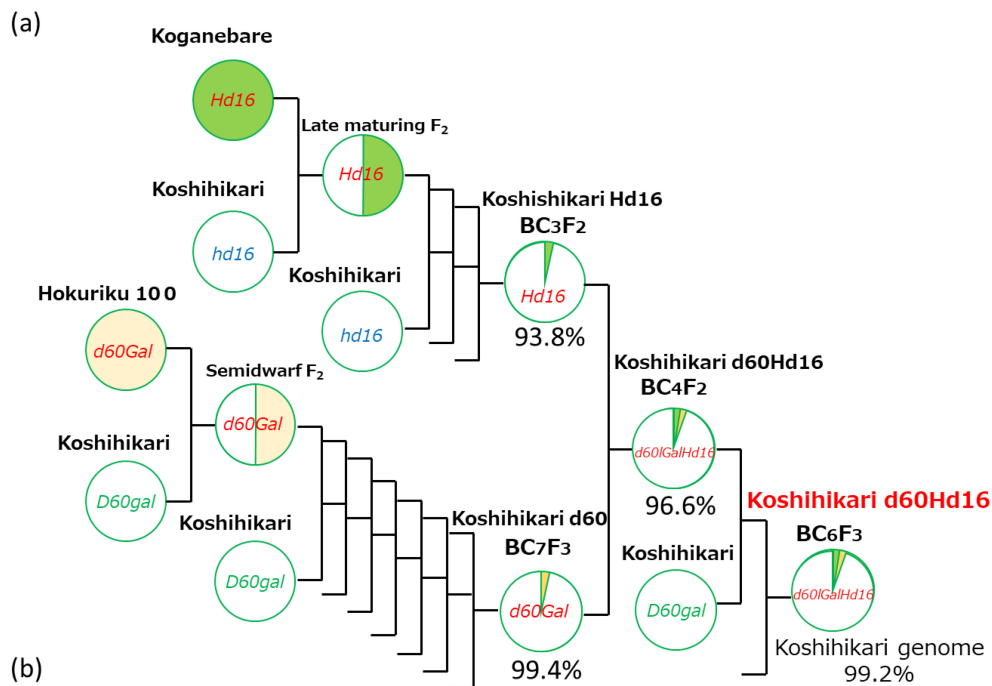 (a)
Koganebare
Hd16
Late maturing F2
Hd16
Koshihikari
hd16
Koshishikari Hd16
BC3F2
Hd16
93.8%
Koshihikari
hd16
Hokuriku 100
d60Gal
Semidwarf F2
d60Gal
Koshihikari
D60gal
Koshihikari
D60gal
Koshihikari d60
BC7F3
d60Gal
99.4%
Koshihikari d60Hd16
BC4F2
d60lGalHd16
96.6%
Koshihikari
D60gal
Koshihikari d60Hd16
BC6F3
d60lGalHd16
Koshihikari genome
99.2%
(b)